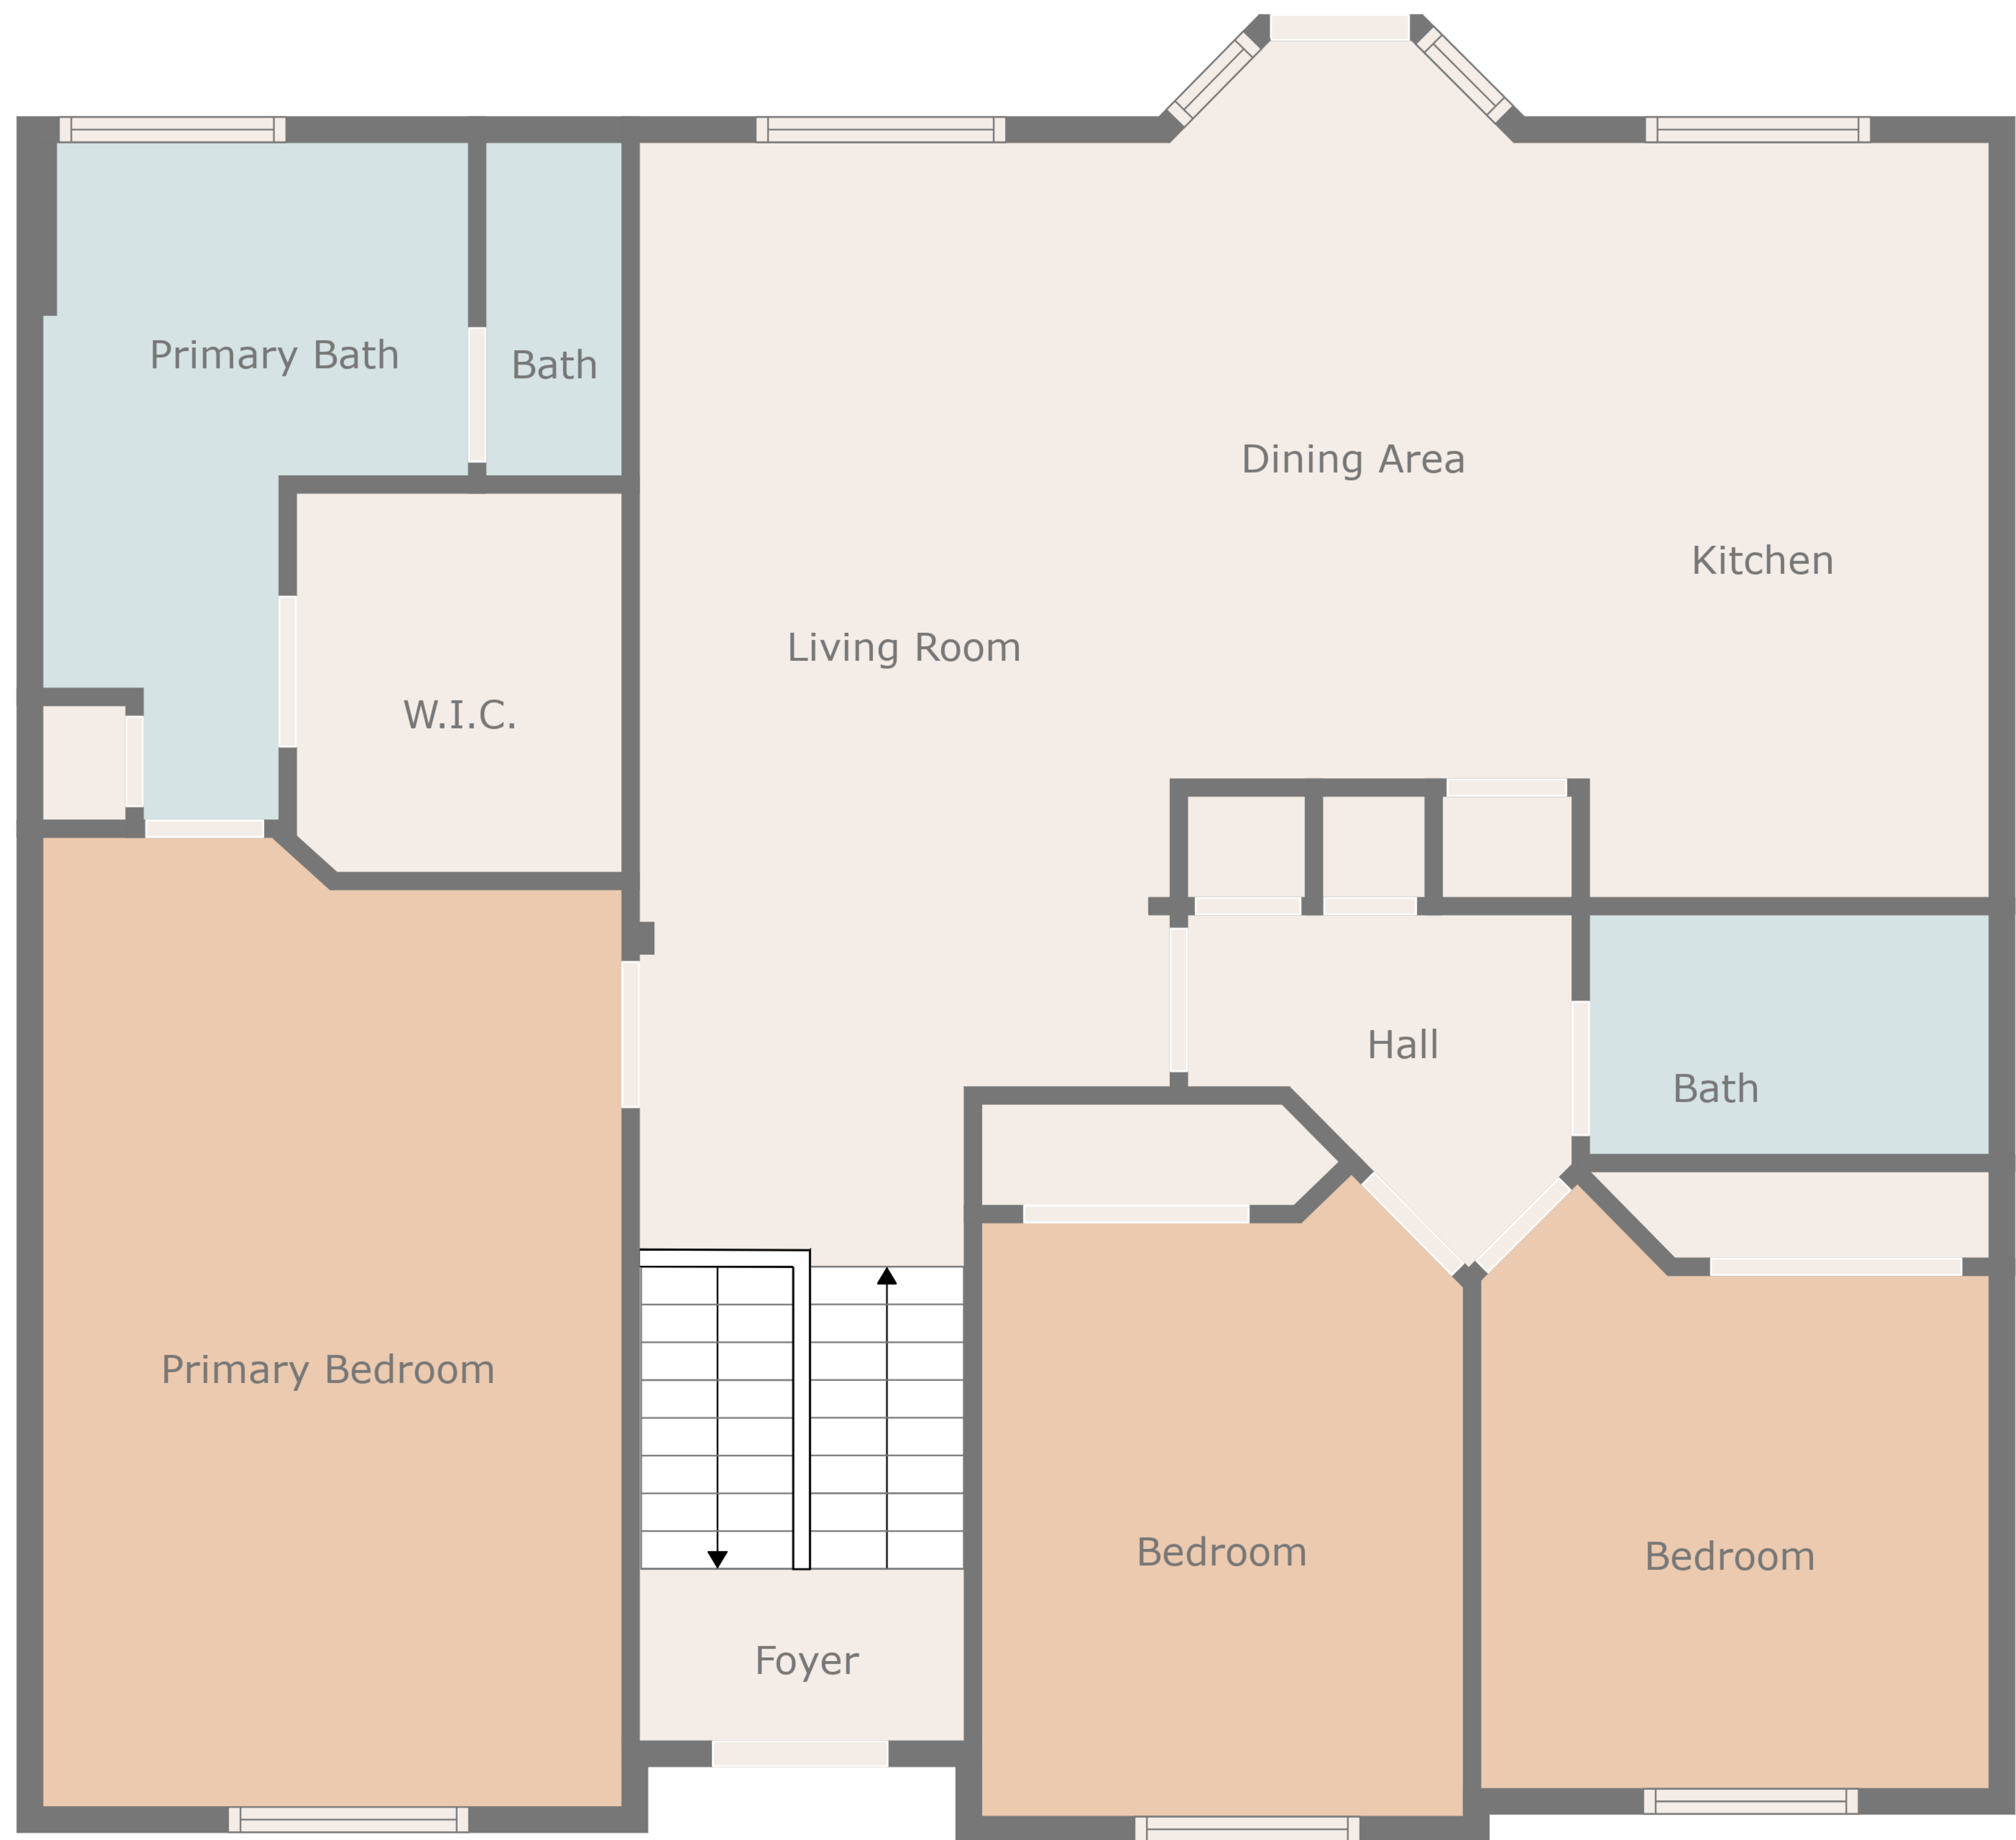 Primary Bath
Bath
Dining Area
Kitchen
Living Room
W.I.C.
Hall
Bath
Primary Bedroom
Bedroom
Bedroom
Foyer